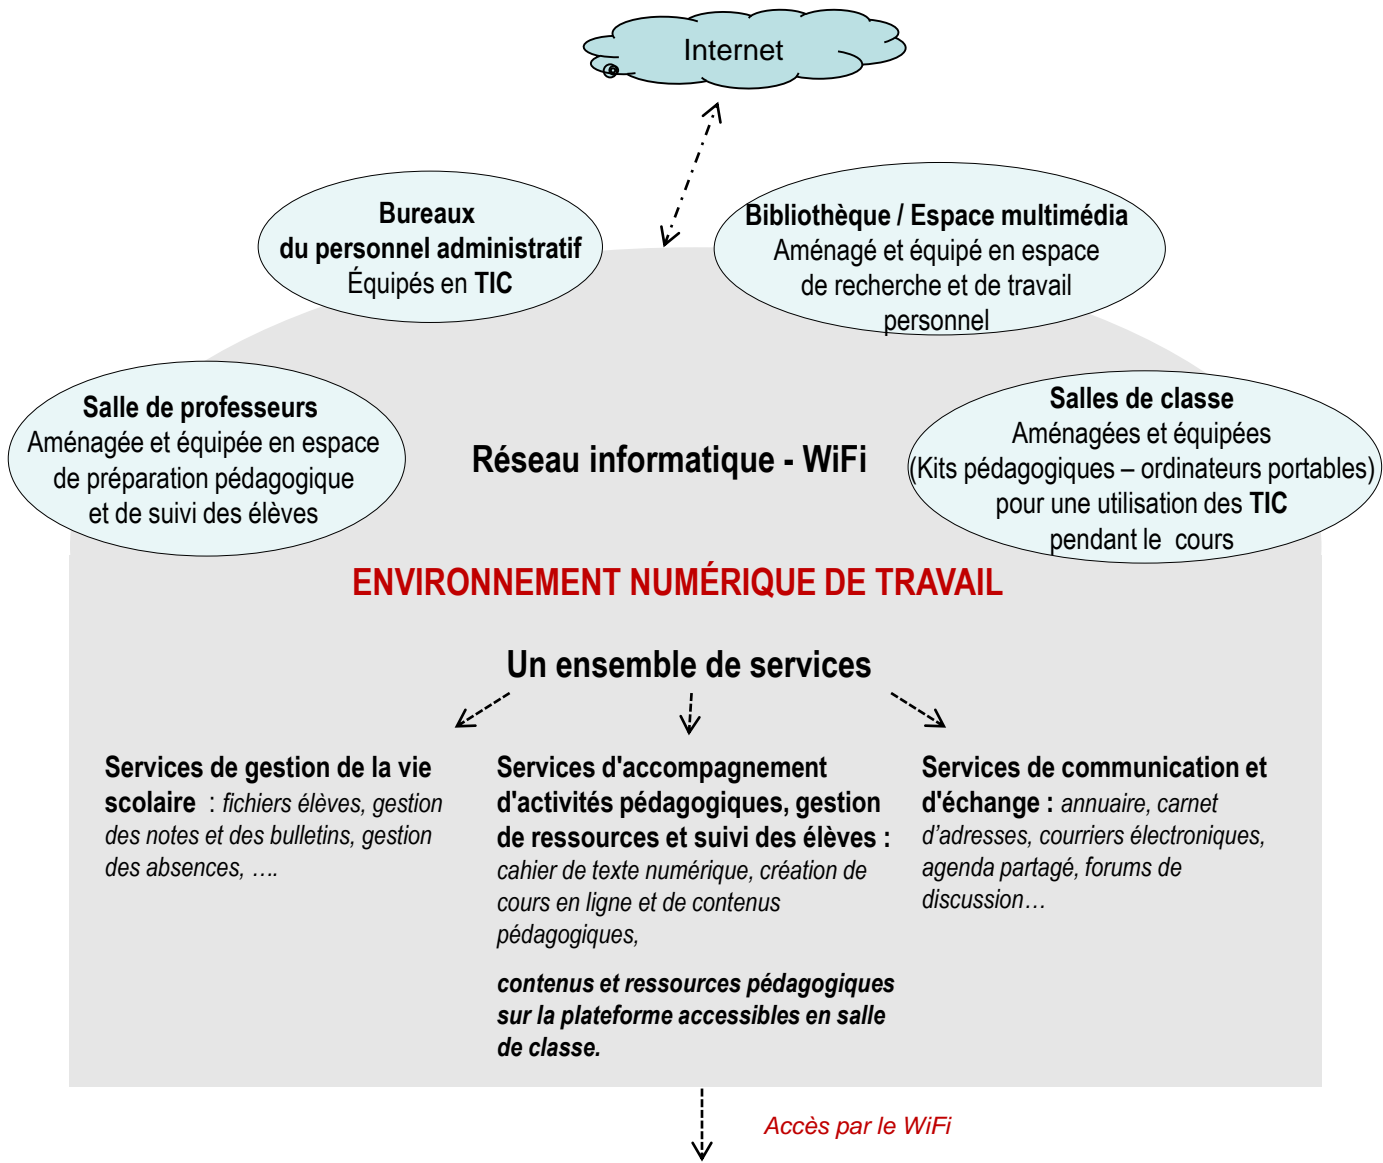 Internet
Bureaux
du personnel administratif
Équipés en TIC
Bibliothèque / Espace multimédia
Aménagé et équipé en espace
de recherche et de travail
personnel
Salle de professeurs
Aménagée et équipée en espace
de préparation pédagogique
et de suivi des élèves
Réseau informatique - WiFi
Salles de classe
Aménagées et équipées
(Kits pédagogiques – ordinateurs portables)
pour une utilisation des TIC
pendant le cours
ENVIRONNEMENT NUMÉRIQUE DE TRAVAIL
Un ensemble de services
Services de gestion de la vie
scolaire : fichiers élèves, gestion
des notes et des bulletins, gestion
des absences, ….
Services d'accompagnement
d'activités pédagogiques, gestion
de ressources et suivi des élèves :
cahier de texte numérique, création de
cours en ligne et de contenus
pédagogiques,
contenus et ressources pédagogiques
sur la plateforme accessibles en salle
de classe.
Services de communication et
d'échange : annuaire, carnet
d’adresses, courriers électroniques,
agenda partagé, forums de
discussion…
Accès par le WiFi